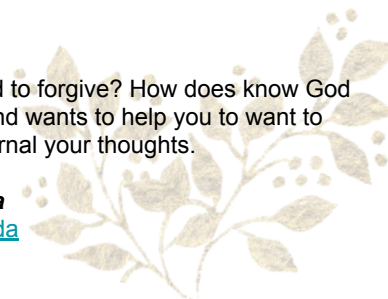 d to forgive? How does know God
nd wants to help you to want to
rnal your thoughts.
a
da